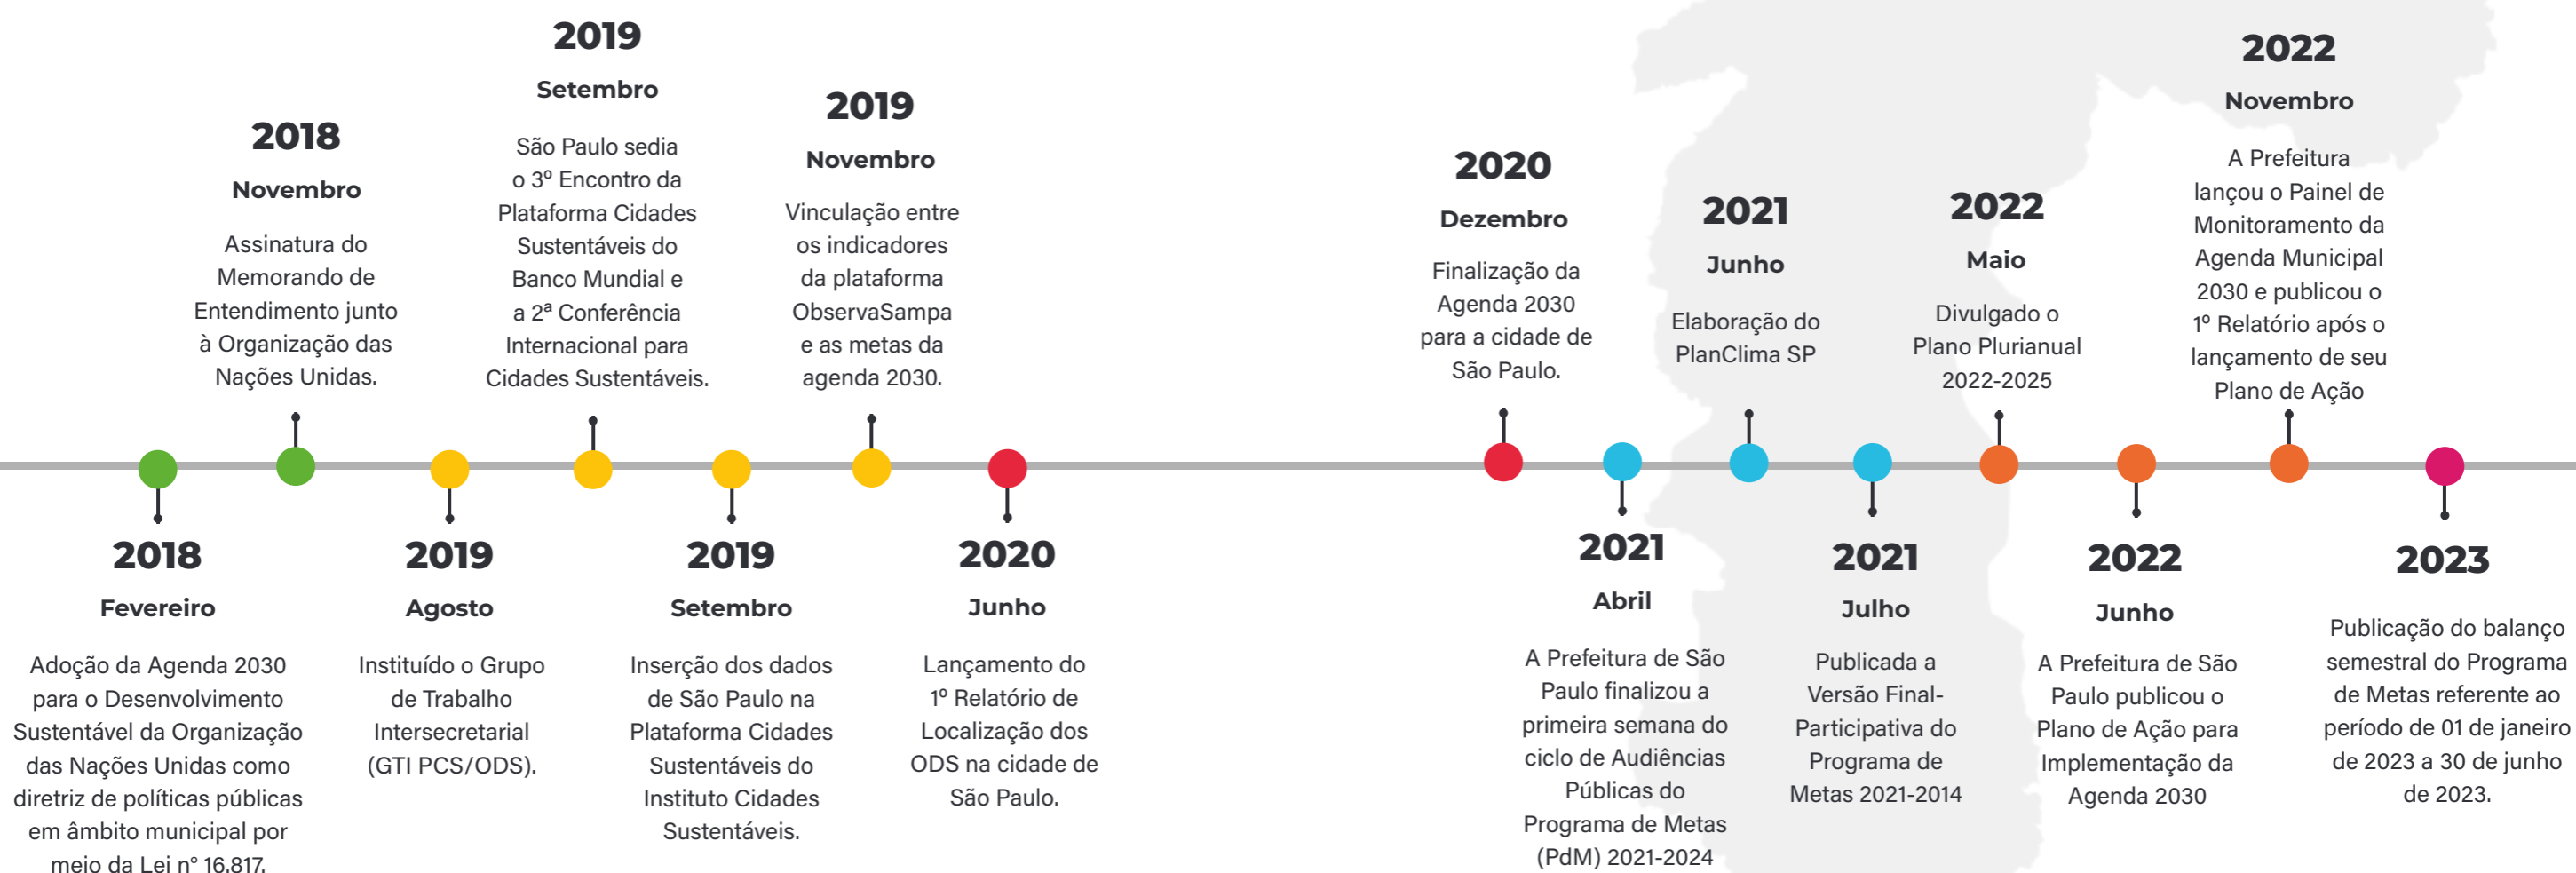 2018
Fevereiro
Adoção da Agenda 2030
para o Desenvolvimento
Sustentável da Organização
das Nações Unidas como
diretriz de políticas públicas
em âmbito municipal por
meio da Lei n° 16.817.
2018
Novembro
Assinatura do
Memorando de
Entendimento junto
à Organização das
Nações Unidas.
2019
Agosto
Instituído o Grupo
de Trabalho
Intersecretarial
(GTI PCS/ODS).
2019
Setembro
São Paulo sedia
o 3º Encontro da
Plataforma Cidades
Sustentáveis do
Banco Mundial e
a 2ª Conferência
Internacional para
Cidades Sustentáveis.
2019
Setembro
Inserção dos dados
de São Paulo na
Plataforma Cidades
Sustentáveis do
Instituto Cidades
Sustentáveis.
2019
Novembro
Vinculação entre
os indicadores
da plataforma
ObservaSampa
e as metas da
agenda 2030.
2020
Junho
Lançamento do
1º Relatório de
Localização dos
ODS na cidade de
São Paulo.
2020
Dezembro
Finalização da
Agenda 2030
para a cidade de
São Paulo.
2021
Abril
A Prefeitura de São
Paulo finalizou a
primeira semana do
ciclo de Audiências
Públicas do
Programa de Metas
(PdM) 2021-2024
2021
Junho
Elaboração do
PlanClima SP
2021
Julho
Publicada a
Versão Final-
Participativa do
Programa de
Metas 2021-2014
2022
Maio
Divulgado o
Plano Plurianual
2022-2025
2022
Junho
A Prefeitura de São
Paulo publicou o
Plano de Ação para
Implementação da
Agenda 2030
2022
Novembro
A Prefeitura
lançou o Painel de
Monitoramento da
Agenda Municipal
2030 e publicou o
1º Relatório após o
lançamento de seu
Plano de Ação
2023
Publicação do balanço
semestral do Programa
de Metas referente ao
período de 01 de janeiro
de 2023 a 30 de junho
de 2023.